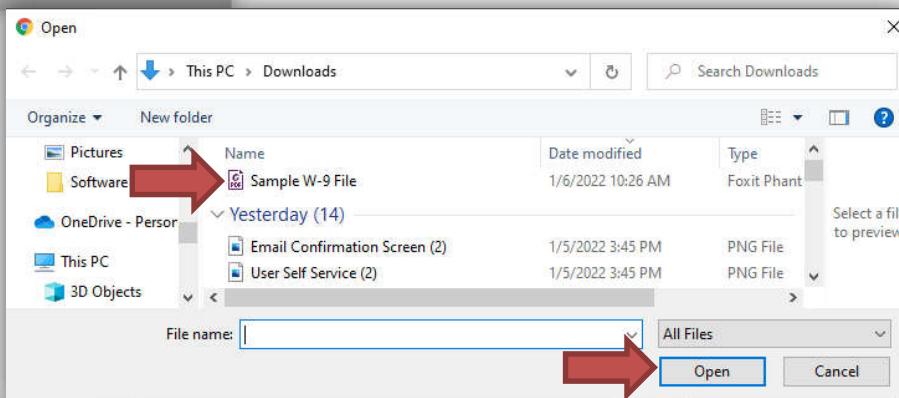 Open
This PC > Downloads
Search Downloads
Organize
New folder
Pictures
Software
OneDrive - Person
This PC
3D Objects
Name Date modified Type
Sample W-9 File 1/6/2022 10:26 AM Foxit Phant
Yesterday (14)
Email Confirmation Screen (2) 1/5/2022 3:45 PM PNG File
User Self Service (2) 1/5/2022 3:45 PM PNG File
Select a fil
to preview
File name:
All Files
Open
Cancel